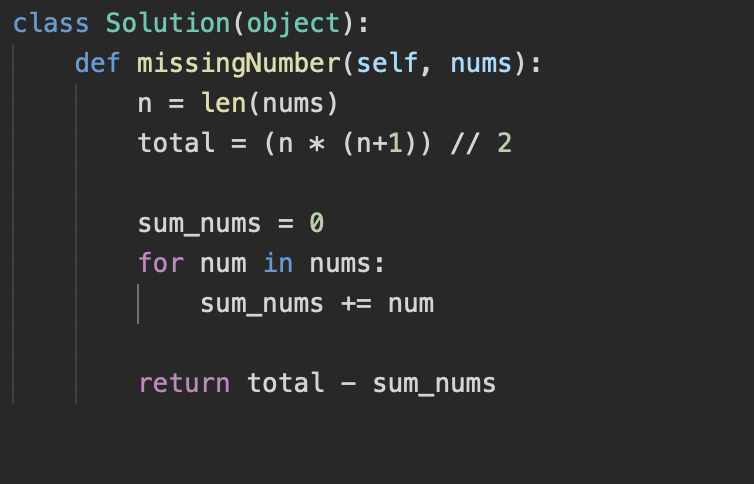 class Solution(object):
    def missingNumber(self, nums):
        n = len(nums)
        total = (n * (n+1)) // 2

        sum_nums = 0
        for num in nums:
            sum_nums += num

        return total - sum_nums